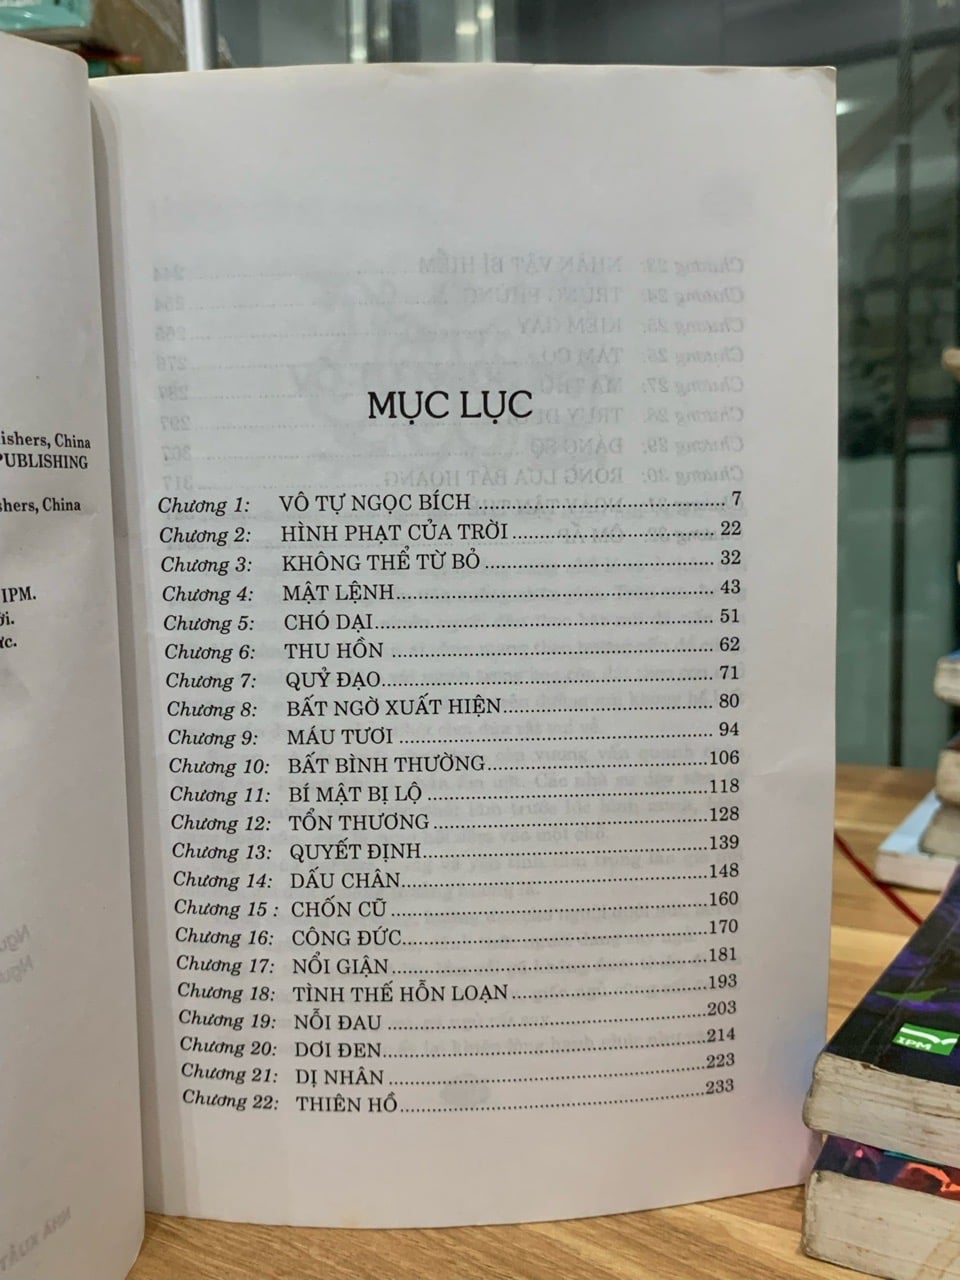 ishers, China
PUBLISHING
shers, China
IPM.
ời.
ức.
MỤC LỤC
Chương 1: VÔ TỰ NGỌC BÍCH 7
Chương 2: HÌNH PHẠT CỦA TRỜI 22
Chương 3: KHÔNG THỂ TỪ BỎ 32
Chương 4: MẬT LỆNH 43
Chương 5: CHÓ DẠI 51
Chương 6: THU HỒN 62
Chương 7: QUỶ ĐẠO 71
Chương 8: BẤT NGỜ XUẤT HIỆN 80
Chương 9: MÁU TƯƠI 94
Chương 10: BẤT BÌNH THƯỜNG 106
Chương 11: BÍ MẬT BỊ LỘ 118
Chương 12: TỔN THƯƠNG 128
Chương 13: QUYẾT ĐỊNH 139
Chương 14: DẤU CHÂN 148
Chương 15 : CHỐN CŨ 160
Chương 16: CÔNG ĐỨC 170
Chương 17: NỔI GIẬN 181
Chương 18: TÌNH THẾ HỖN LOẠN 193
Chương 19: NỖI ĐAU 203
Chương 20: DƠI ĐEN 214
Chương 21: DỊ NHÂN 223
Chương 22: THIÊN HỒ 233
IPM